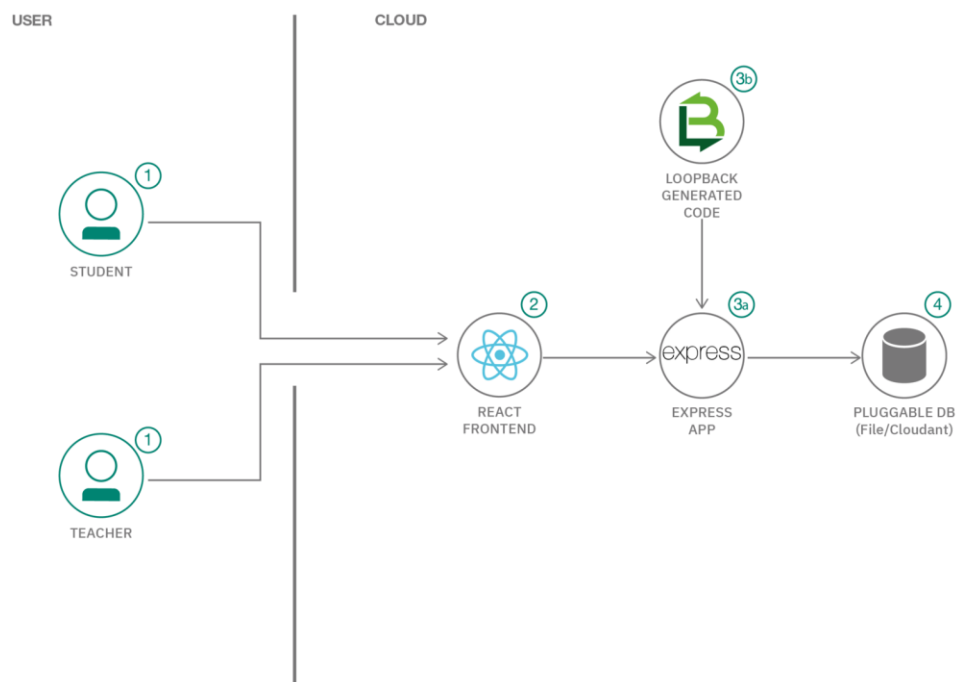 USER
CLOUD
3b
LOOPBACK
GENERATED
CODE
1
STUDENT
2
REACT
FRONTEND
3a
express
EXPRESS
APP
4
PLUGGABLE DB
(File/Cloudant)
1
TEACHER